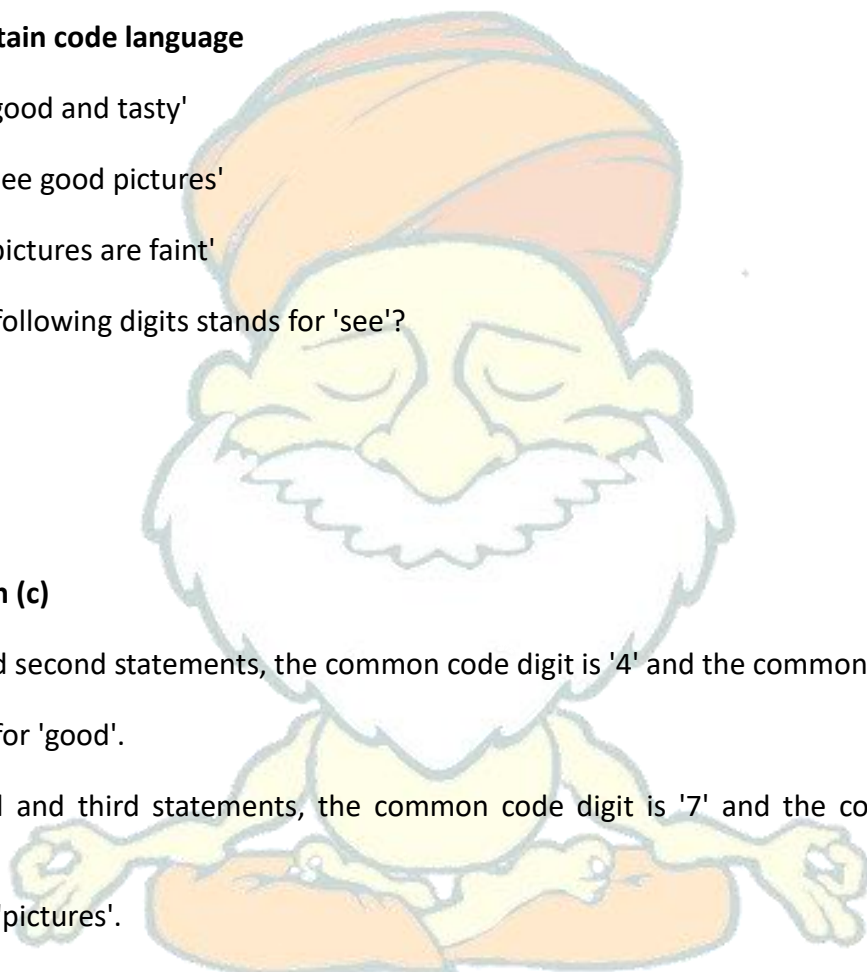 tain code language
good and tasty'
ee good pictures'
pictures are faint'
following digits stands for 'see'?
n (c)
d second statements, the common code digit is '4' and the common
for 'good'.
d and third statements, the common code digit is '7' and the co
'pictures'.